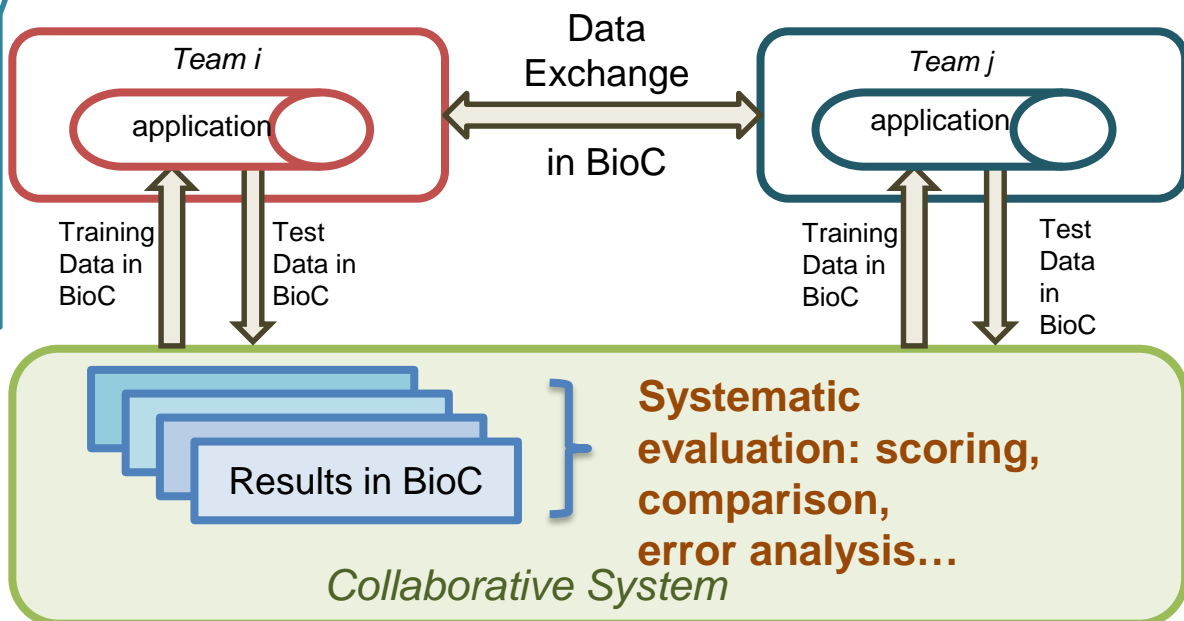 Team i
application
Data
Exchange
in BioC
Team j
application
Training
Data in
BioC
Test
Data in
BioC
Training
Data in
BioC
Test
Data
in
BioC
Results in BioC
Systematic
evaluation: scoring,
comparison,
error analysis…
Collaborative System